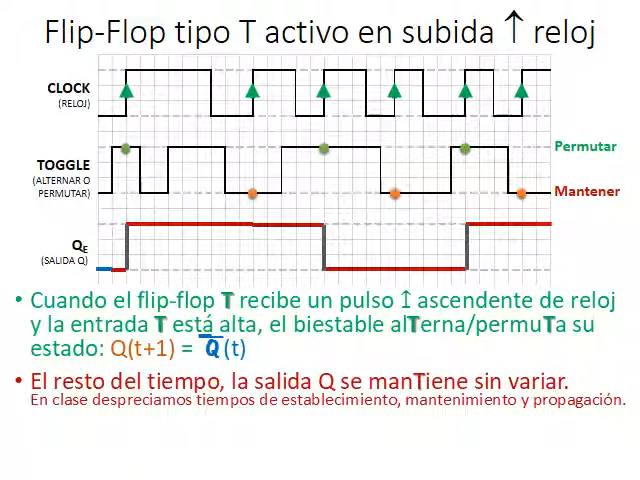 Flip-Flop tipo T activo en subida ↑ reloj
CLOCK
(RELOJ)
TOGGLE
(ALTERNAR O
PERMUTAR)
Permutar
Mantener
QE
(SALIDA Q)
• Cuando el flip-flop T recibe un pulso ↑ ascendente de reloj
y la entrada T está alta, el biestable alTerna/permuTa su
estado: Q(t+1) = Q̅(t)
• El resto del tiempo, la salida Q se manTiene sin variar.
En clase despreciamos tiempos de establecimiento, mantenimiento y propagación.